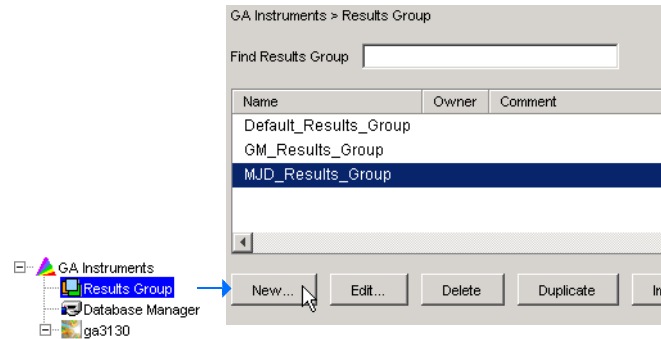 GA Instruments > Results Group
Find Results Group
Name Owner Comment
Default_Results_Group
GM_Results_Group
MJD_Results_Group
GA Instruments
Results Group
Database Manager
ga3130
New... Edit... Delete Duplicate